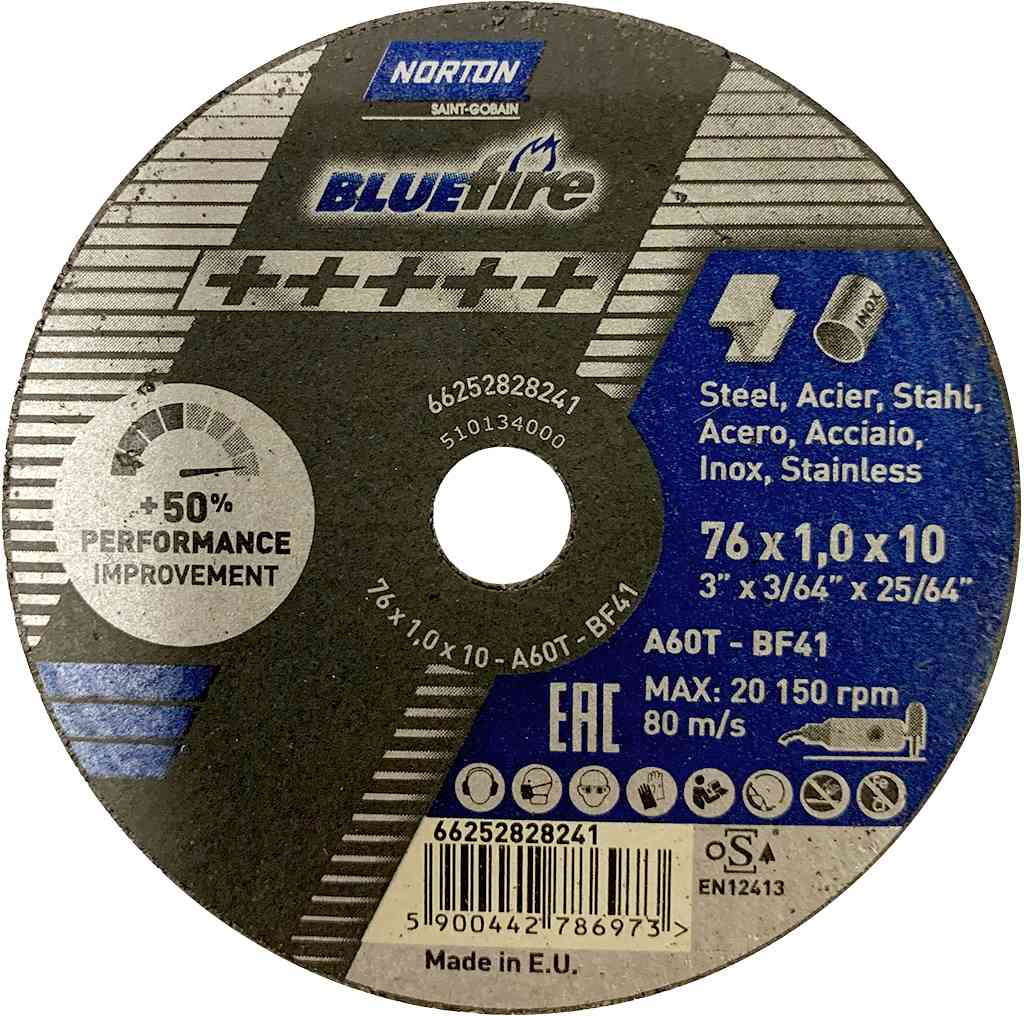 NORTON
SAINT-GOBAIN
BLUEfire
+++++
66252828241
510134000
INOX
Steel, Acier, Stahl,
Acero, Acciaio,
Inox, Stainless
+50%
PERFORMANCE
IMPROVEMENT
76 x 1,0 x 10
3" x 3/64" x 25/64"
76 x 1,0 x 10 - A60T - BF41
A60T - BF41
EAC
MAX: 20 150 rpm
80 m/s
66252828241
5 900442 786973 >
oSa®
EN12413
Made in E.U.